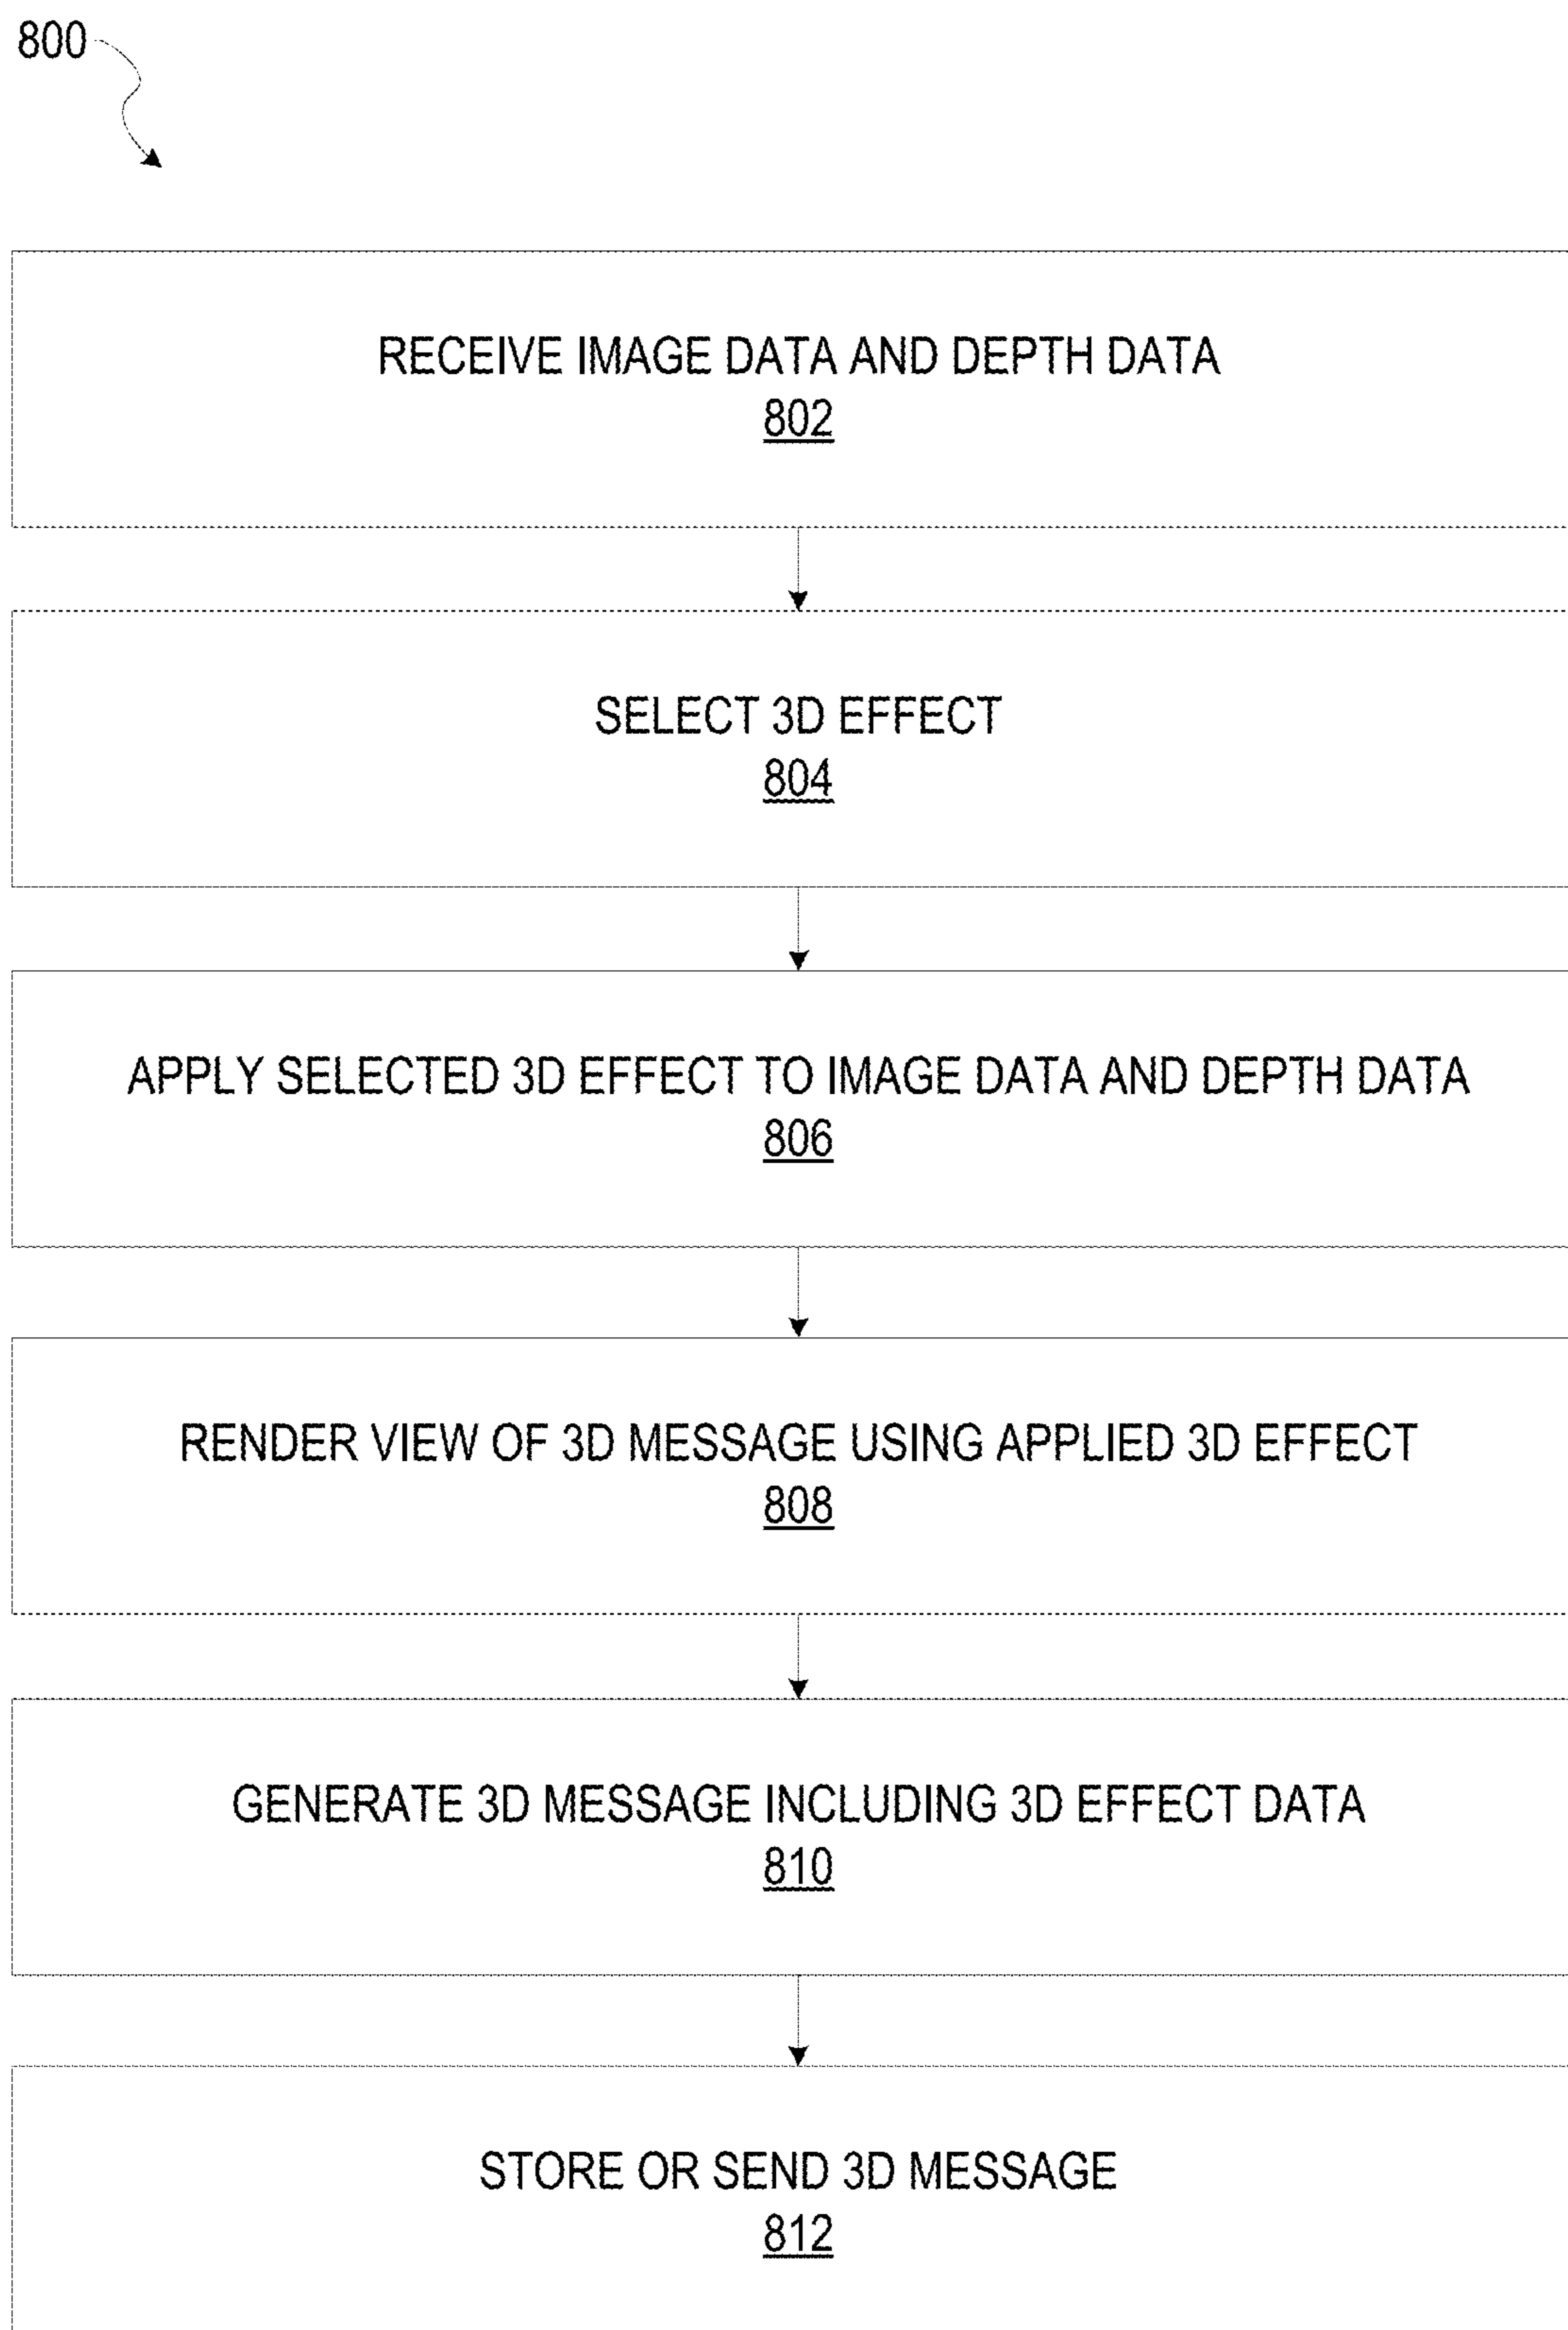 800
RECEIVE IMAGE DATA AND DEPTH DATA
802
SELECT 3D EFFECT
804
APPLY SELECTED 3D EFFECT TO IMAGE DATA AND DEPTH DATA
806
RENDER VIEW OF 3D MESSAGE USING APPLIED 3D EFFECT
808
GENERATE 3D MESSAGE INCLUDING 3D EFFECT DATA
810
STORE OR SEND 3D MESSAGE
812